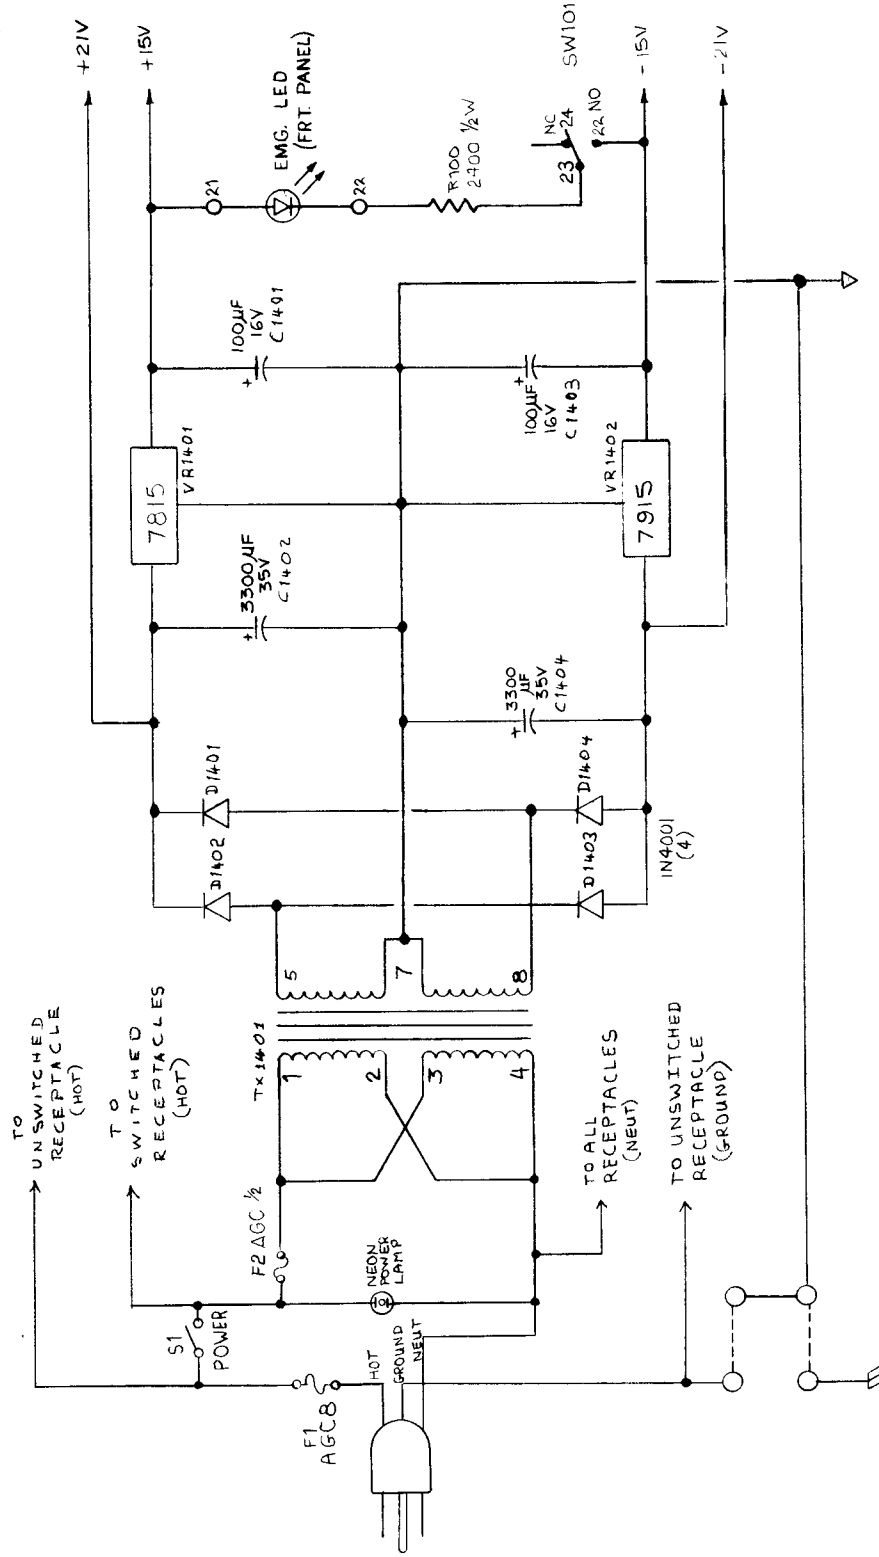 TO
UNSWITCHED
RECEPTACLE
(HOT)
TO
SWITCHED
RECEPTACLES
(HOT)
S1
POWER
F1
AGC8
HOT
GROUND
NEUT
NEON
POWER
LAMP
F2 AGC ½
TO ALL
RECEPTACLES
(NEUT)
TO UNSWITCHED
RECEPTACLE
(GROUND)
TX1401
1
2
3
4
5
7
8
D1402
D1401
D1403
D1404
1N4001
(4)
+
3300µF
35V
C1402
+
3300
µF
35V
C1404
7815
VR1401
7915
VR1402
+
100µF
16V
C1401
+
100µF
16V
C1403
21
EMG. LED
(FRT. PANEL)
22
R100
2400 ½W
23
NC
24
22 NO
SW101
+21V
+15V
-15V
-21V